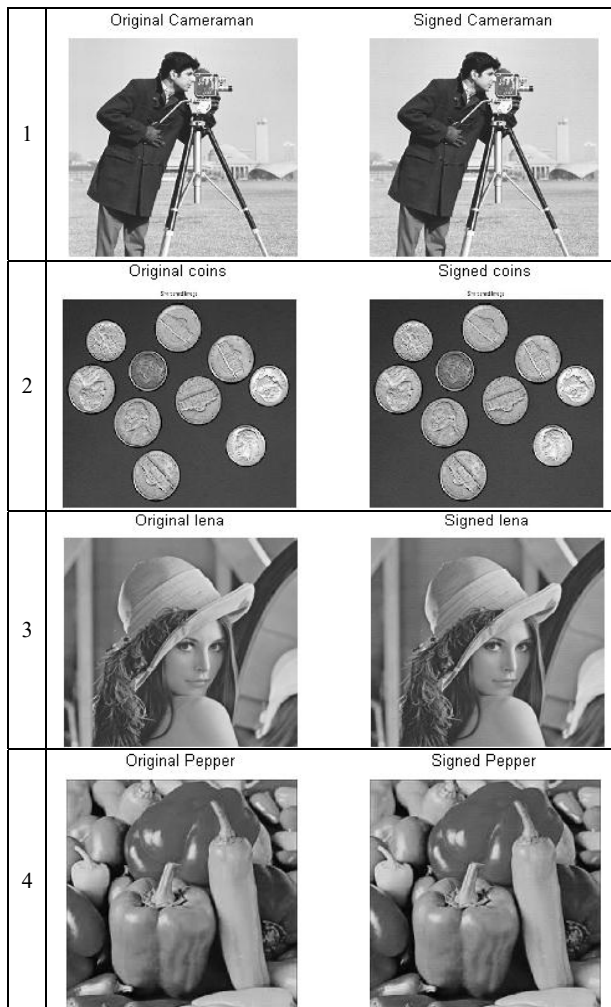 Original Cameraman Signed Cameraman
1
Original coins Signed coins
2
Original lena Signed lena
3
Original Pepper Signed Pepper
4